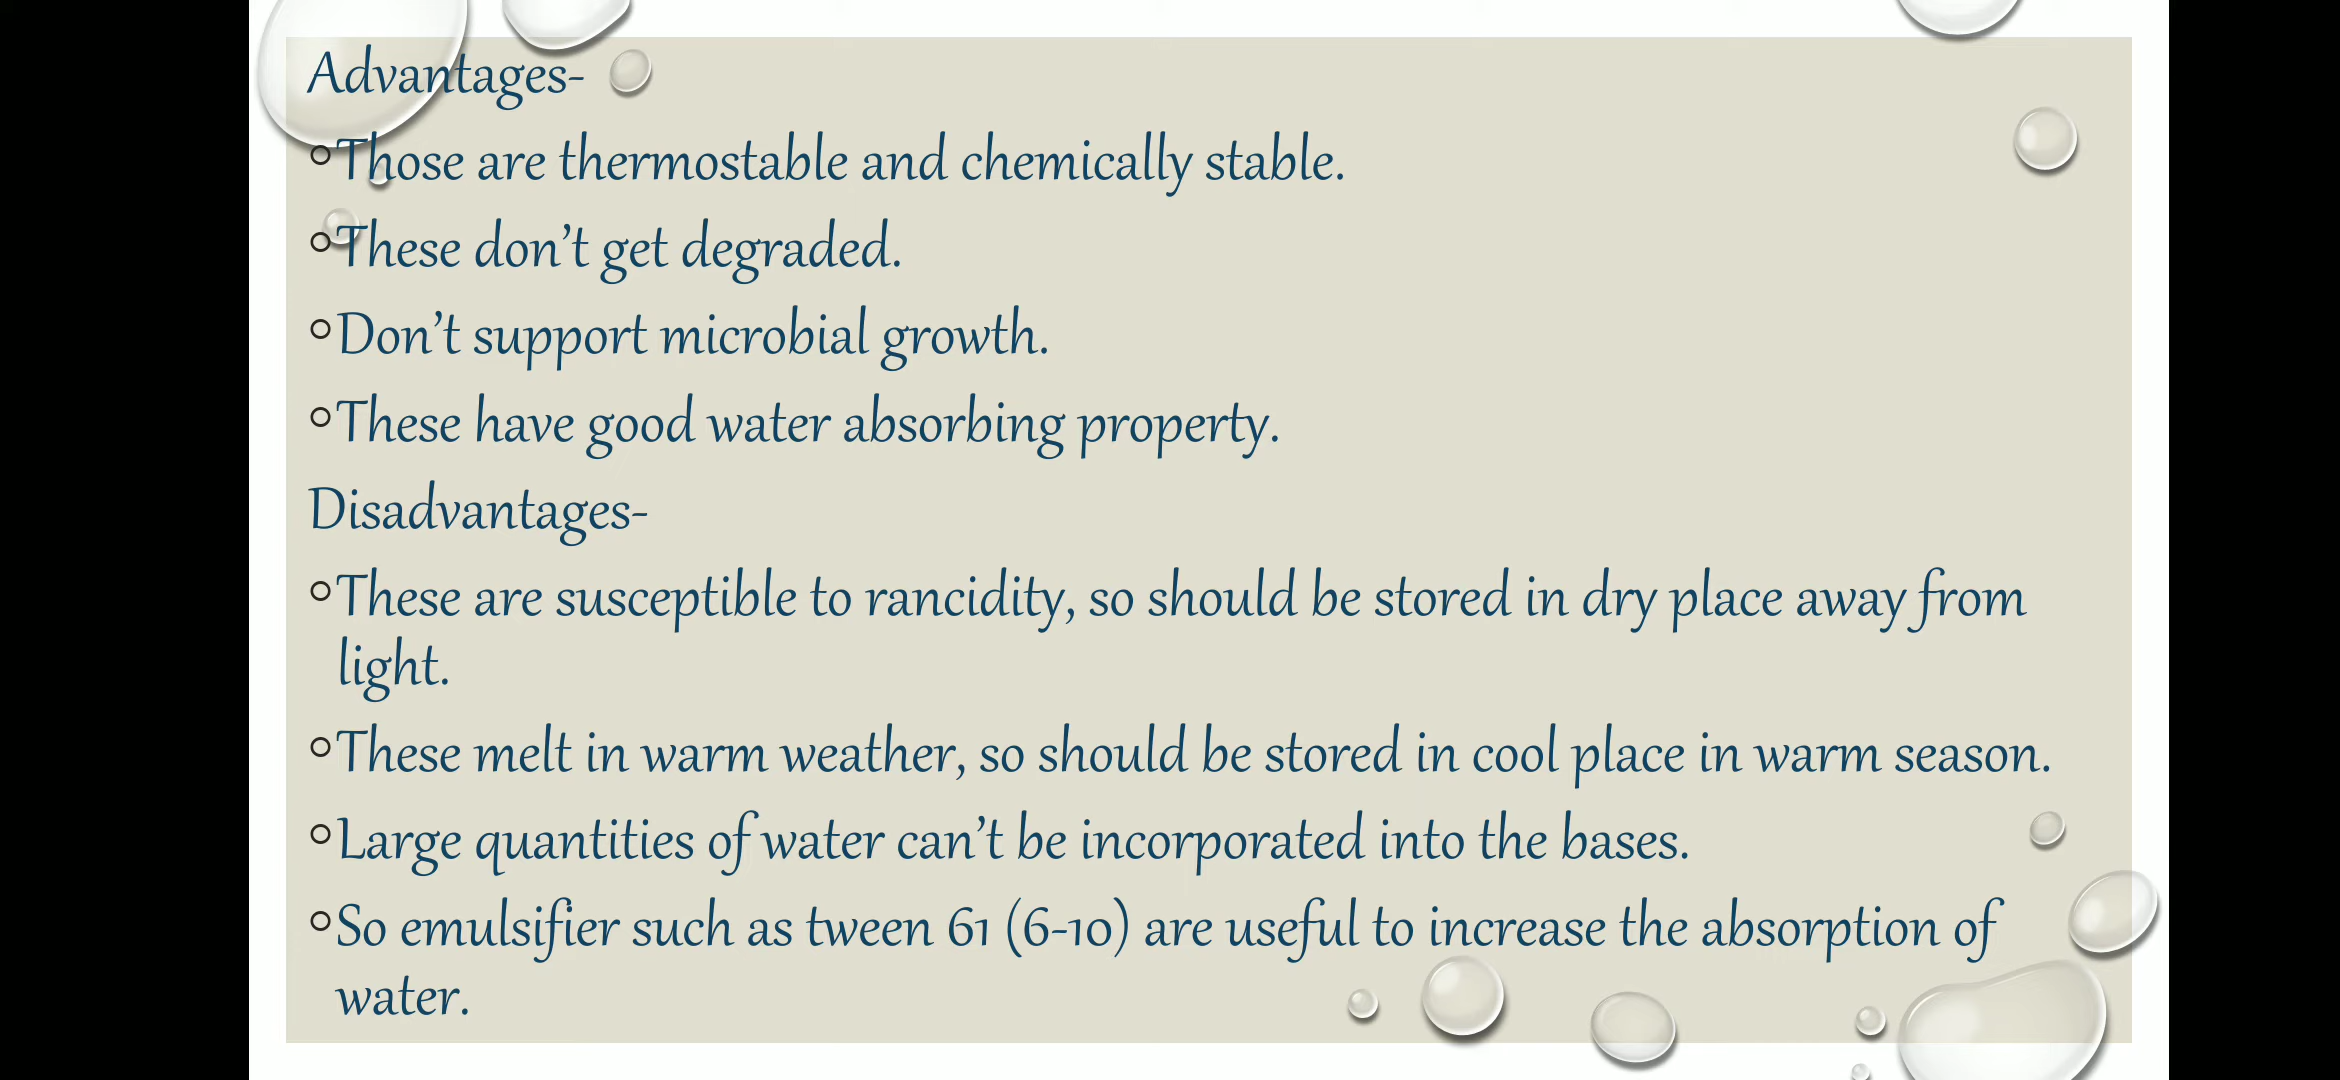 Advantages-
Those are thermostable and chemically stable.
These don't get degraded.
Don't support microbial growth.
These have good water absorbing property.
Disadvantages-
These are susceptible to rancidity, so should be stored in dry place away from
light.
These melt in warm weather, so should be stored in cool place in warm season.
Large quantities of water can't be incorporated into the bases.
So emulsifier such as tween 61 (6-10) are useful to increase the absorption of
water.